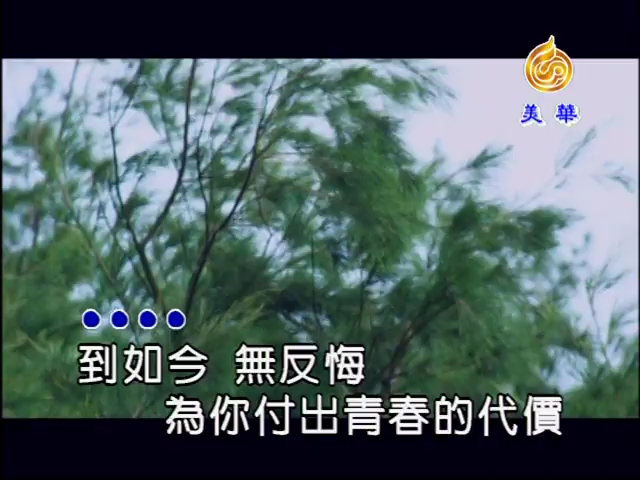 美華
到如今 無反悔
為你付出青春的代價